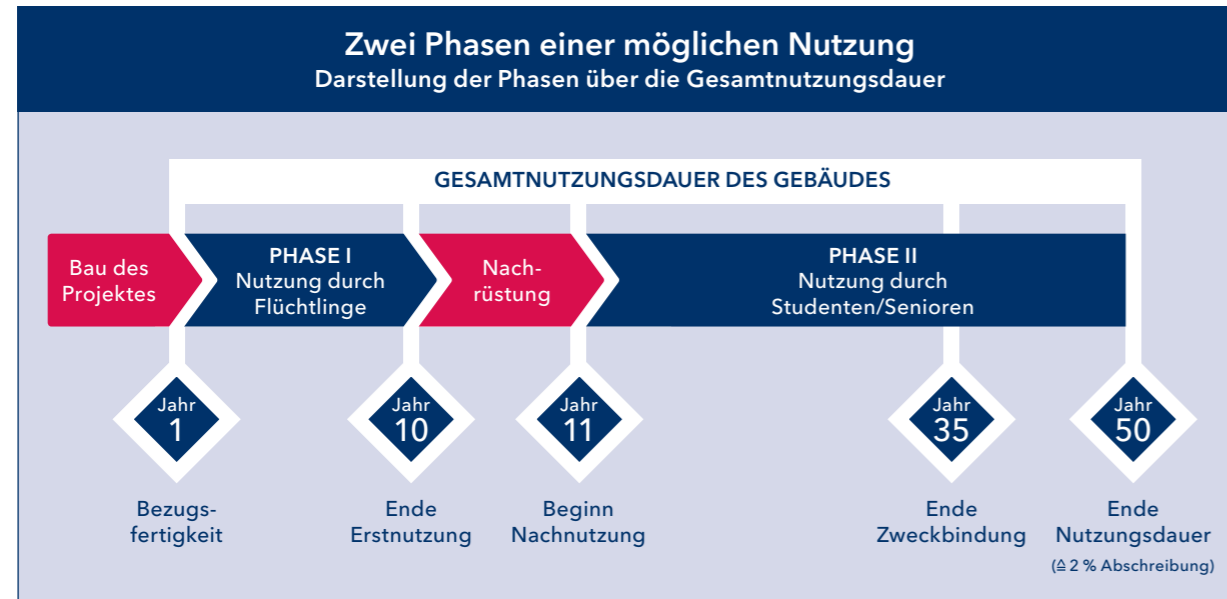 Zwei Phasen einer möglichen Nutzung
Darstellung der Phasen über die Gesamtnutzungsdauer
GESAMTNUTZUNGSDAUER DES GEBÄUDES
Bau des
Projektes
PHASE I
Nutzung durch
Flüchtlinge
Nach-
rüstung
PHASE II
Nutzung durch
Studenten/Senioren
Jahr
1
Jahr
10
Jahr
11
Jahr
35
Jahr
50
Bezugs-
fertigkeit
Ende
Erstnutzung
Beginn
Nachnutzung
Ende
Zweckbindung
Ende
Nutzungsdauer
(≙ 2 % Abschreibung)